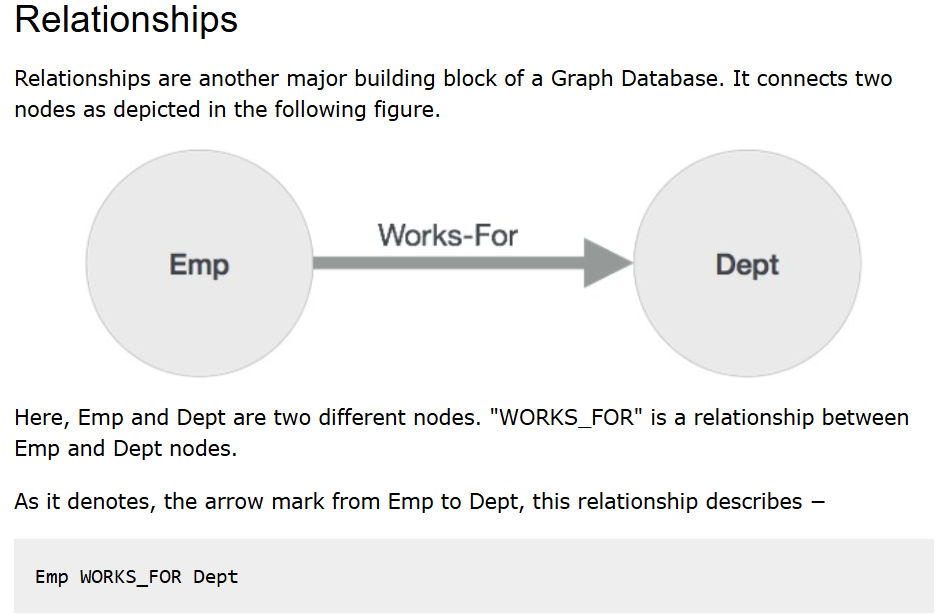 Relationships
Relationships are another major building block of a Graph Database. It connects two
nodes as depicted in the following figure.
Works-For
Emp
Dept
Here, Emp and Dept are two different nodes. "WORKS_FOR" is a relationship between
Emp and Dept nodes.
As it denotes, the arrow mark from Emp to Dept, this relationship describes −
Emp WORKS_FOR Dept